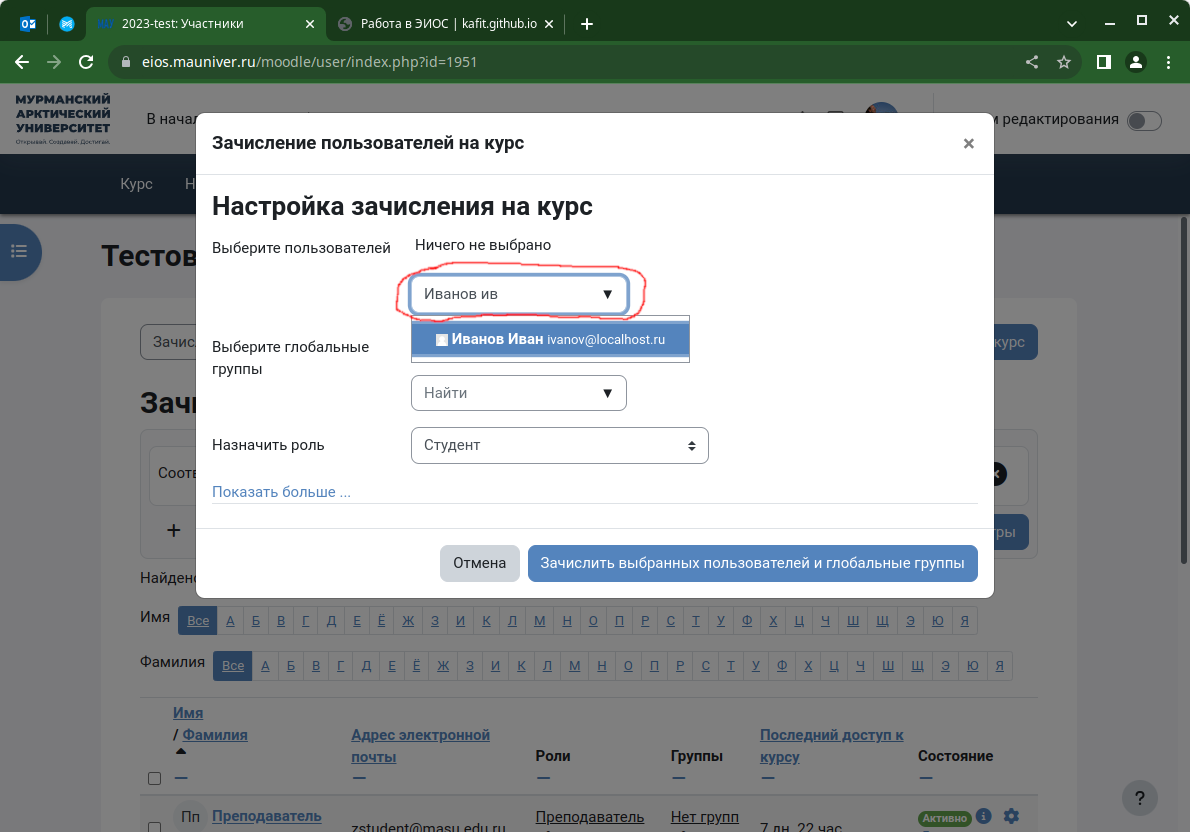 2023-test: Участники
Работа в ЭИОС | kafit.github.io
eios.mauniver.ru/moodle/user/index.php?id=1951
МУРМАНСКИЙ
АРКТИЧЕСКИЙ
УНИВЕРСИТЕТ
Открывай. Создавай. Достигай.
В начал
м редактирования
Курс Н
Зачисление пользователей на курс ×
Настройка зачисления на курс
Выберите пользователей Ничего не выбрано
Иванов ив ▼
Иванов Иван ivanov@localhost.ru
Выберите глобальные
группы
Найти ▼
Назначить роль Студент
Показать больше ...
Отмена Зачислить выбранных пользователей и глобальные группы
Тестов
Зачис курс
Зачи
Соотв
+ тры
Найдено
Имя Все А Б В Г Д Е Ё Ж З И К Л М Н О П Р С Т У Ф Х Ц Ч Ш Щ Э Ю Я
Фамилия Все А Б В Г Д Е Ё Ж З И К Л М Н О П Р С Т У Ф Х Ц Ч Ш Щ Э Ю Я
Имя
/ Фамилия
Адрес электронной
почты
Роли Группы
Последний доступ к
курсу
Состояние
Пп Преподаватель
zstudent@masu.edu.ru
Преподаватель Нет групп
7 дн. 22 час.
Активно
?